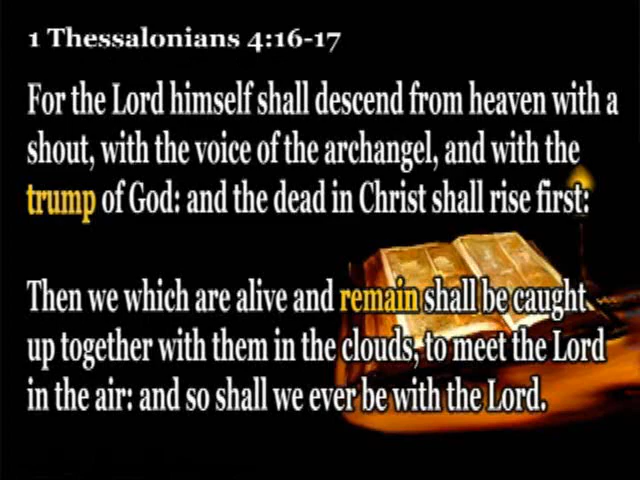 1 Thessalonians 4:16-17
For the Lord himself shall descend from heaven with a
shout, with the voice of the archangel, and with the
trump of God: and the dead in Christ shall rise first:
Then we which are alive and remain shall be caught
up together with them in the clouds, to meet the Lord
in the air: and so shall we ever be with the Lord.